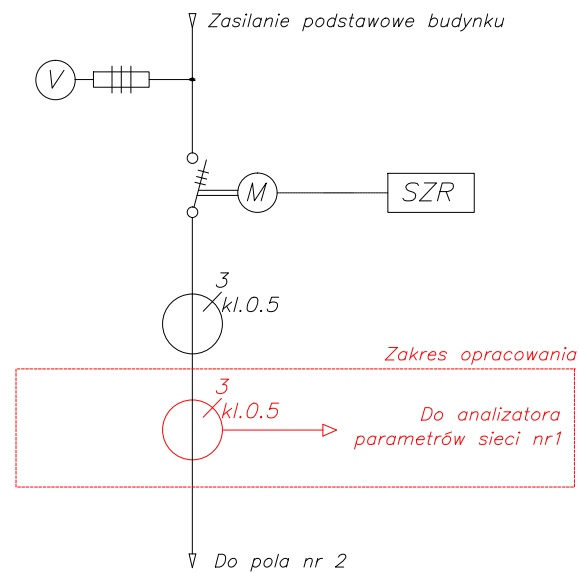 Zasilanie podstawowe budynku
V
M
SZR
3
kl.0.5
Zakres opracowania
3
kl.0.5
Do analizatora
parametrów sieci nr1
Do pola nr 2